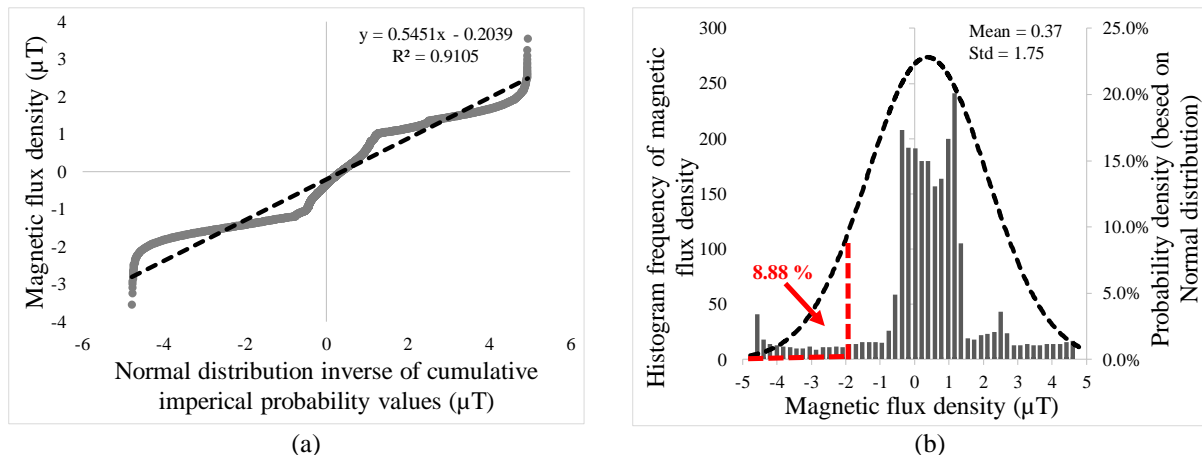 4
3
2
1
0
-1
-2
-3
-4
Magnetic flux density (µT)
y = 0.5451x - 0.2039
R² = 0.9105
-6 -4 -2 0 2 4 6
Normal distribution inverse of cumulative
imperical probability values (µT)
(a)
300
250
200
150
100
50
0
Histogram frequency of magnetic
flux density
Mean = 0.37
Std = 1.75
8.88 %
25.0%
20.0%
15.0%
10.0%
5.0%
0.0%
Probability density (besed on
Normal distribution)
-5 -4 -3 -2 -1 0 1 2 3 4 5
Magnetic flux density (µT)
(b)